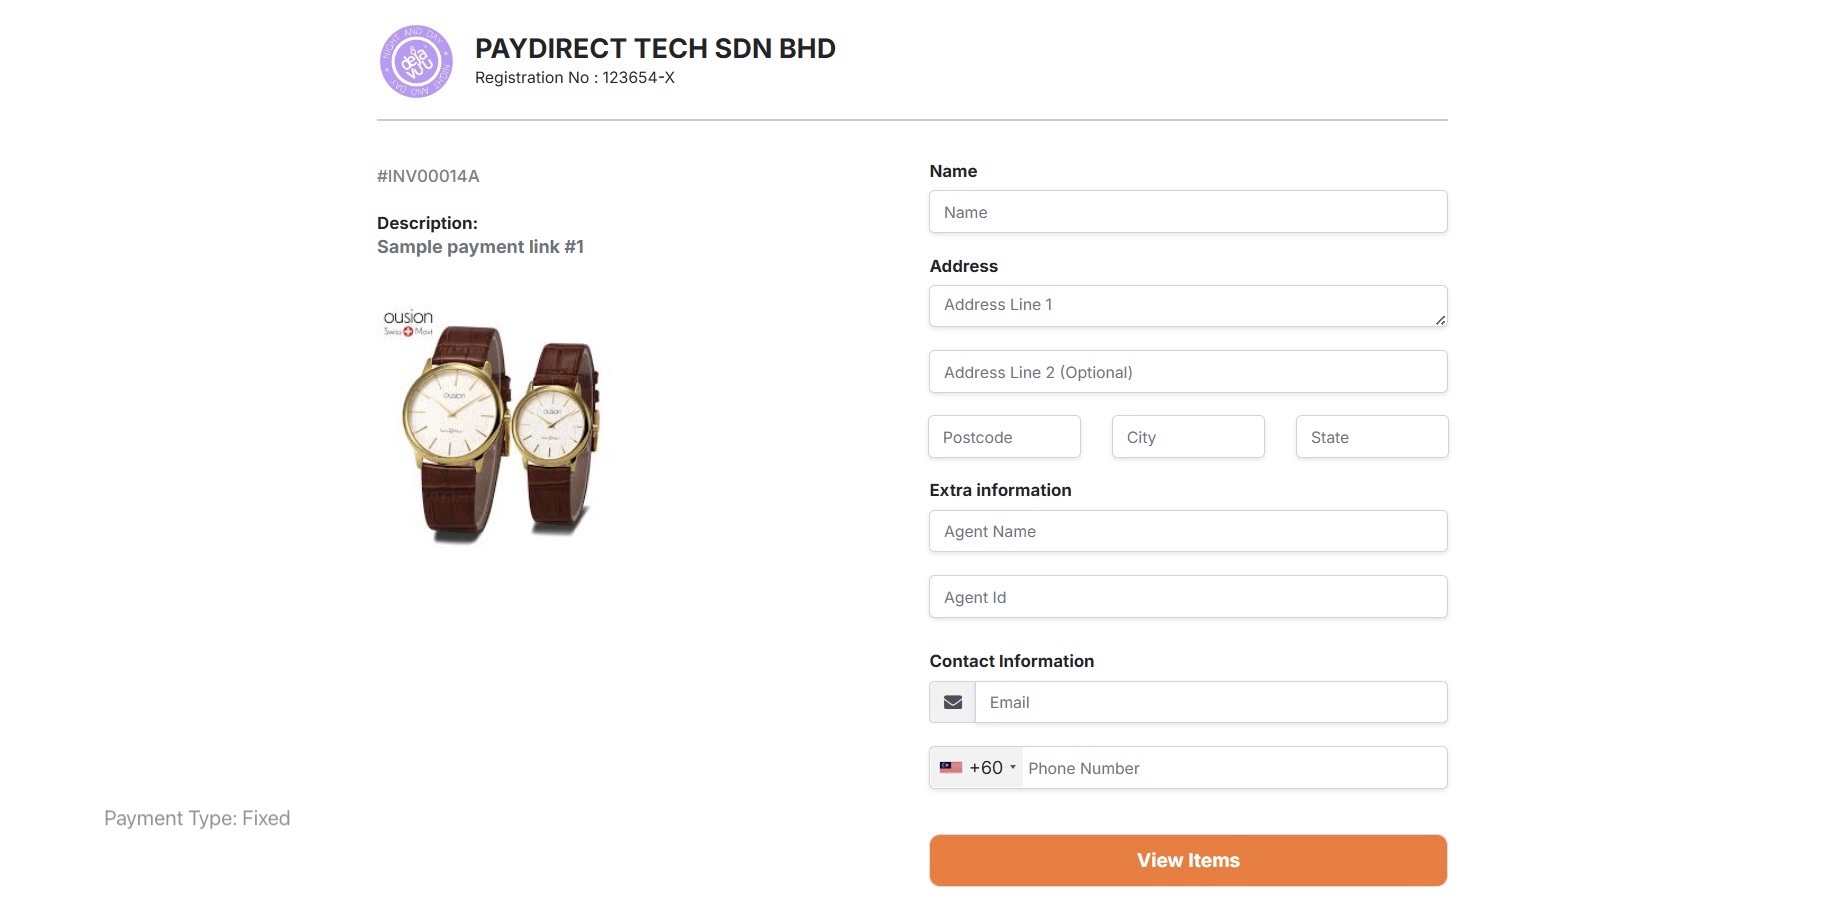 NIGHT AND DAY
NIGHT AND DAY
deja
vuu
PAYDIRECT TECH SDN BHD
Registration No : 123654-X
#INV00014A
Description:
Sample payment link #1
ousion
Swiss Movt
ousion
ousion
Name
Name
Address
Address Line 1
Address Line 2 (Optional)
Postcode City State
Extra information
Agent Name
Agent Id
Contact Information
Email
+60 Phone Number
Payment Type: Fixed
View Items